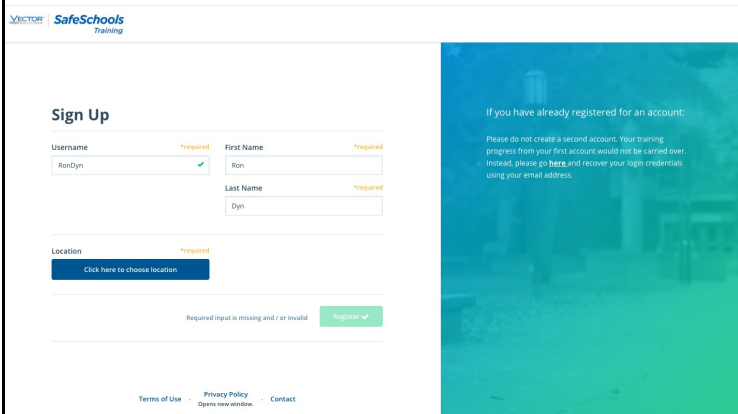 VECTOR SafeSchools
Training
Sign Up
Username *required
RonDyn
First Name *required
Ron
Last Name *required
Dyn
Location *required
Click here to choose location
Required input is missing and / or invalid
Register
Terms of Use - Privacy Policy - Contact
Opens new window.
If you have already registered for an account:
Please do not create a second account. Your training
progress from your first account would not be carried over.
Instead, please go here and recover your login credentials
using your email address.